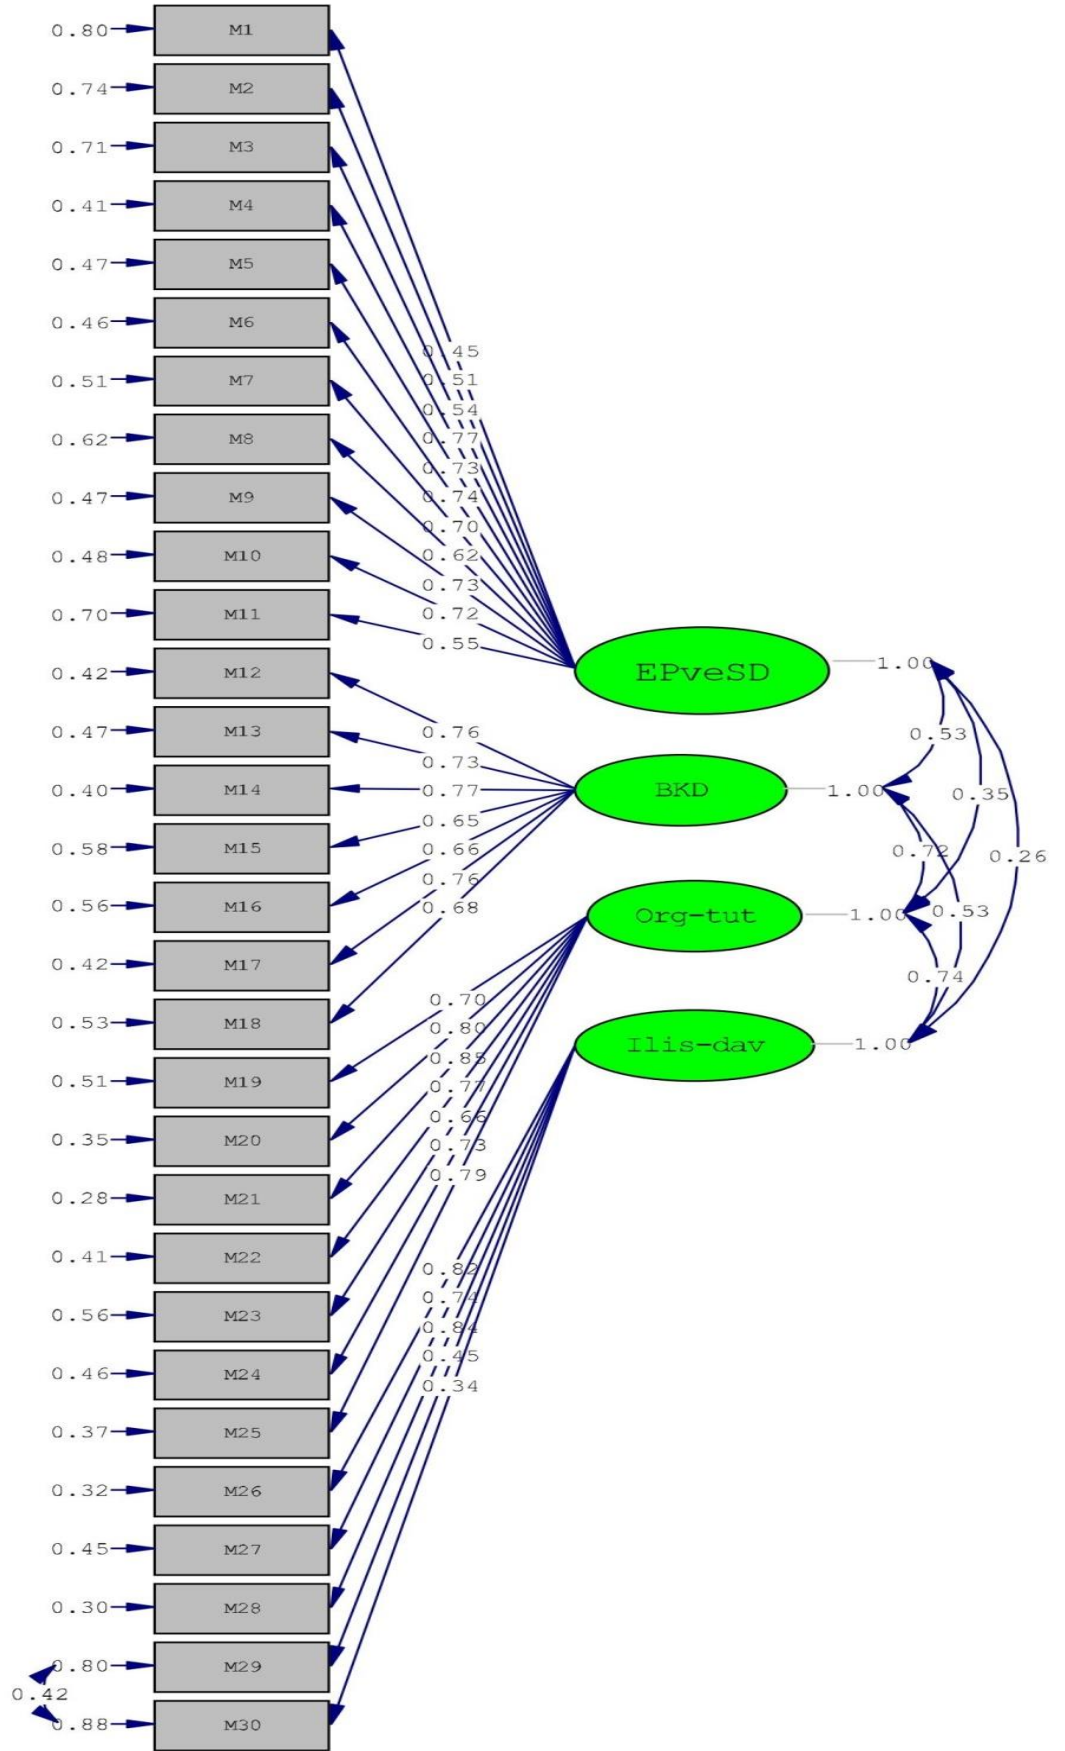 0.80 M1
0.74 M2
0.71 M3
0.41 M4
0.47 M5
0.46 M6
0.51 M7
0.62 M8
0.47 M9
0.48 M10
0.70 M11
0.42 M12
0.47 M13
0.40 M14
0.58 M15
0.56 M16
0.42 M17
0.53 M18
0.51 M19
0.35 M20
0.28 M21
0.41 M22
0.56 M23
0.46 M24
0.37 M25
0.32 M26
0.45 M27
0.30 M28
0.80 M29
0.42
0.88 M30
0.45
0.51
0.54
0.77
0.73
0.74
0.70
0.62
0.73
0.72
0.55
0.76
0.73
0.77
0.65
0.66
0.76
0.68
0.70
0.80
0.85
0.77
0.66
0.73
0.79
0.82
0.74
0.84
0.45
0.34
EPveSD 1.00
BKD 1.00
Org-tut 1.00
Ilis-dav 1.00
0.53
0.35
0.72
0.26
0.53
0.74